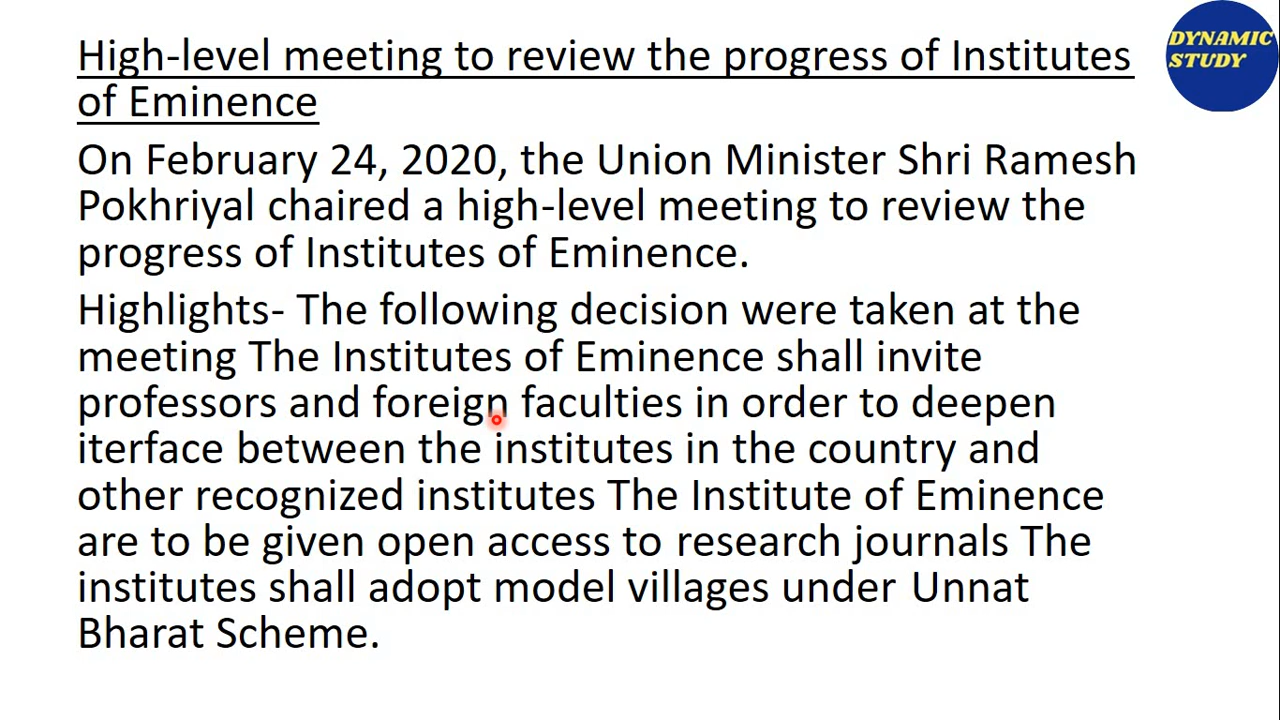 High-level meeting to review the progress of Institutes
of Eminence
DYNAMIC
STUDY
On February 24, 2020, the Union Minister Shri Ramesh
Pokhriyal chaired a high-level meeting to review the
progress of Institutes of Eminence.
Highlights- The following decision were taken at the
meeting The Institutes of Eminence shall invite
professors and foreign faculties in order to deepen
iterface between the institutes in the country and
other recognized institutes The Institute of Eminence
are to be given open access to research journals The
institutes shall adopt model villages under Unnat
Bharat Scheme.